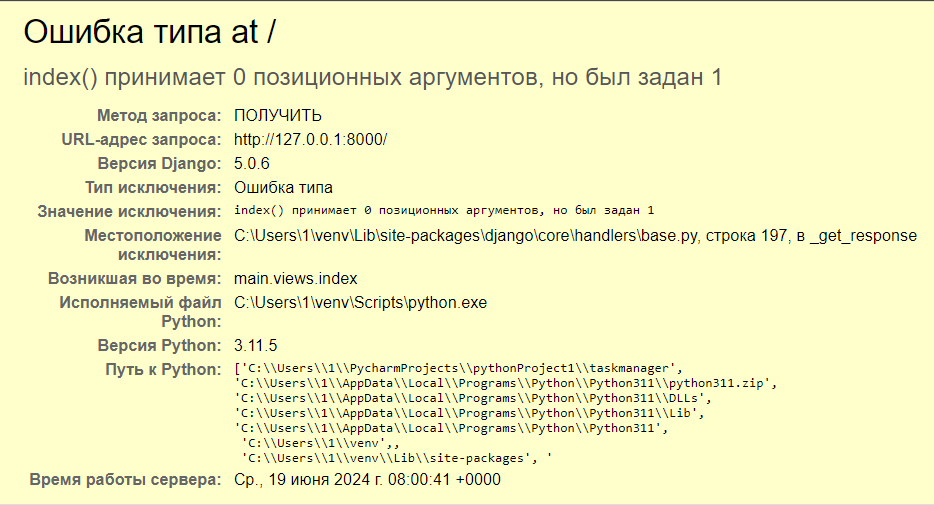 Ошибка типа at /
index() принимает 0 позиционных аргументов, но был задан 1
Метод запроса: ПОЛУЧИТЬ
URL-адрес запроса: http://127.0.0.1:8000/
Версия Django: 5.0.6
Тип исключения: Ошибка типа
Значение исключения: index() принимает 0 позиционных аргументов, но был задан 1
Местоположение исключения: C:\Users\1\venv\Lib\site-packages\django\core\handlers\base.py, строка 197, в _get_response
Возникшая во время: main.views.index
Исполняемый файл Python: C:\Users\1\venv\Scripts\python.exe
Версия Python: 3.11.5
Путь к Python: ['C:\\Users\\1\\PycharmProjects\\pythonProject1\\taskmanager',
'C:\\Users\\1\\AppData\\Local\\Programs\\Python\\Python311\\python311.zip',
'C:\\Users\\1\\AppData\\Local\\Programs\\Python\\Python311\\DLLs',
'C:\\Users\\1\\AppData\\Local\\Programs\\Python\\Python311\\Lib',
'C:\\Users\\1\\AppData\\Local\\Programs\\Python\\Python311',
'C:\\Users\\1\\venv',,
'C:\\Users\\1\\venv\\Lib\\site-packages', '
Время работы сервера: Ср., 19 июня 2024 г. 08:00:41 +0000